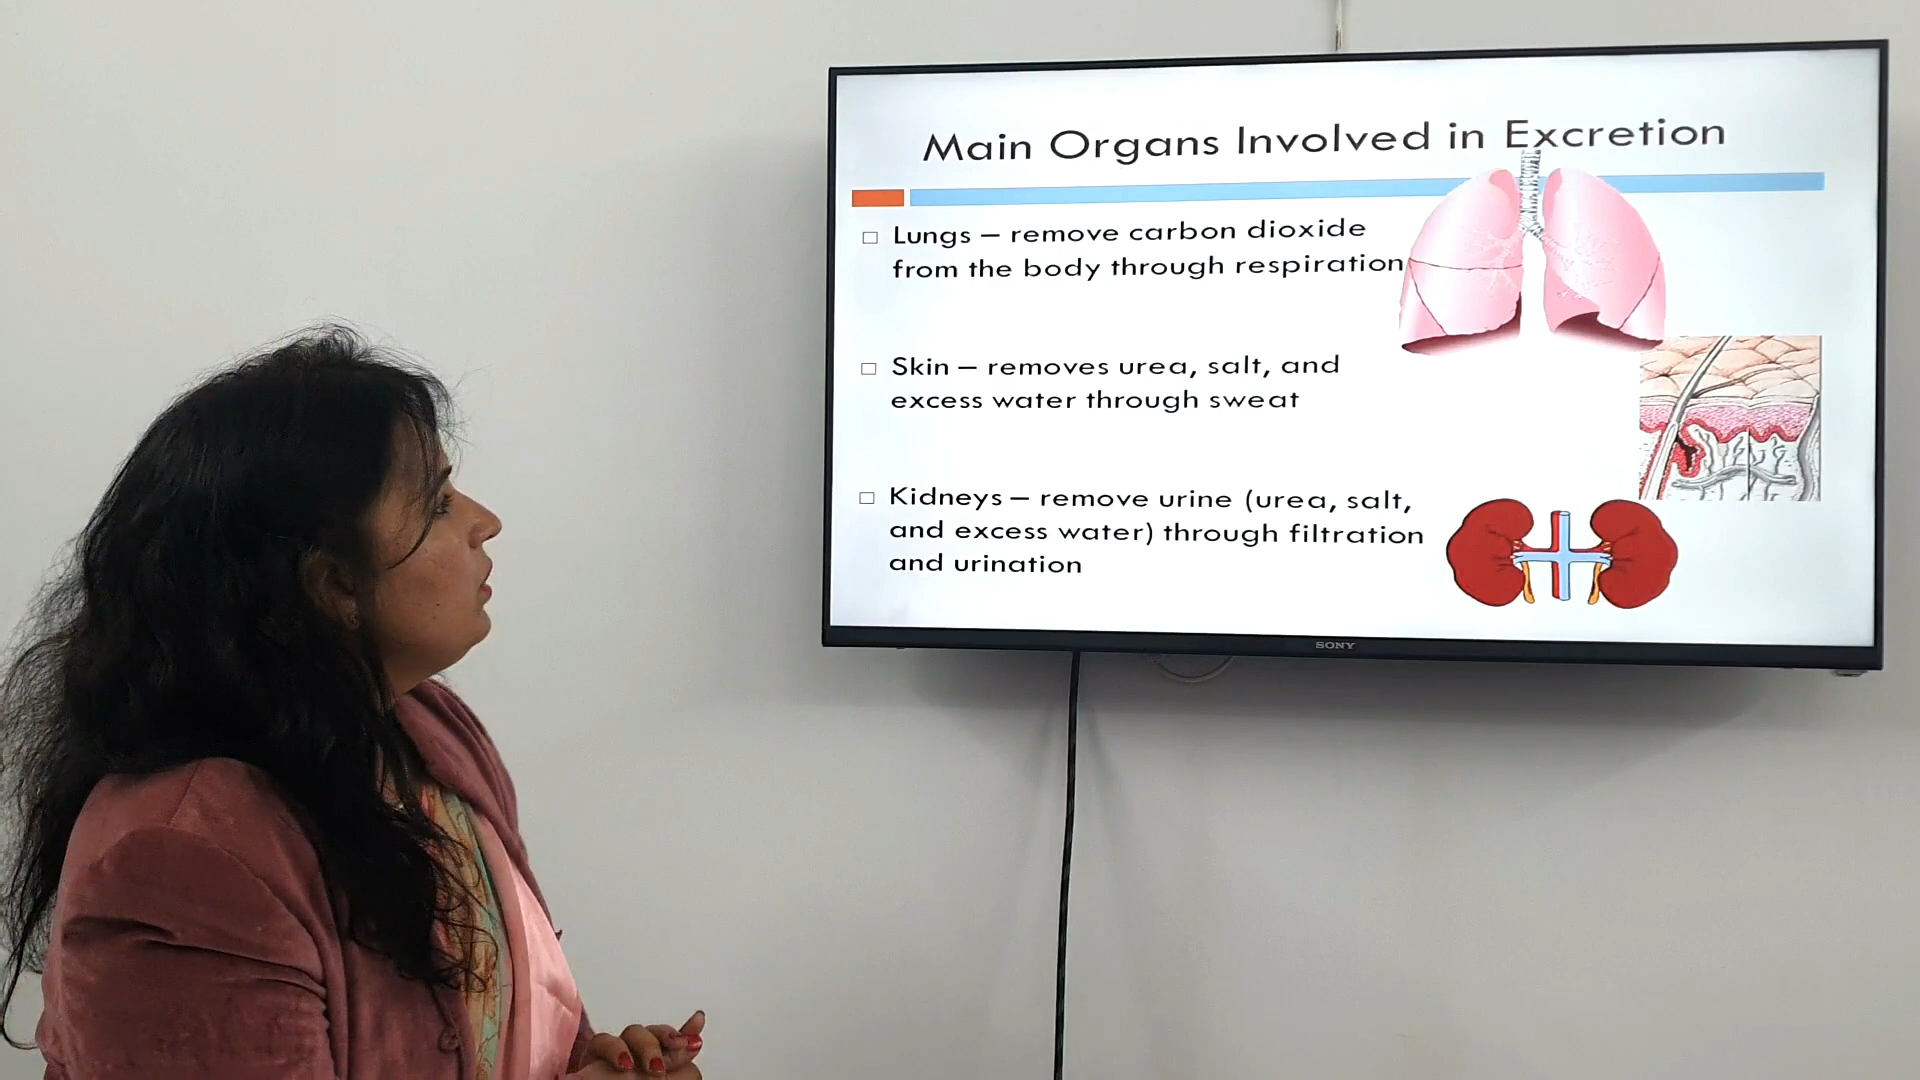 Main Organs Involved in Excretion
Lungs – remove carbon dioxide
from the body through respiration
Skin – removes urea, salt, and
excess water through sweat
Kidneys – remove urine (urea, salt,
and excess water) through filtration
and urination
SONY